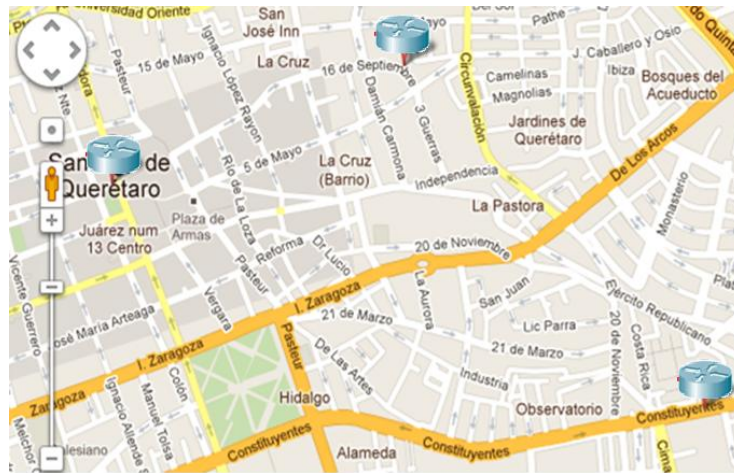 Universidad Oriente
San
José Inn
Mayo
Pathe
15 de Mayo
La Cruz
16 de Septiembre
J. Caballero y Osio
Ibiza
Bosques del
Acueducto
Pasteur
Ignacio López Rayon
Circunvalación
Camelinas
Magnolias
Jardines de
Querétaro
Damián Carmona
3 Guerras
De Los Arcos
5 de Mayo
La Cruz
(Barrio)
Independencia
San de
Querétaro
Rio de La Loza
La Pastora
Monasterio
Plaza de
Armas
Juárez num
13 Centro
Reforma
Dr Lucio
20 de Noviembre
Pasteur
Vicente Guerrero
Vergara
La Aurora
San Juan
Ejército Republicano
I. Zaragoza
21 de Marzo
Lic Parra
José María Arteaga
20 de Noviembre
Costa Rica
I. Zaragoza
Pasteur
De Las Artes
21 de Marzo
Industria
Zaragoza
Colón
Hidalgo
Observatorio
Constituyentes
Ignacio Allende S
Manuel Tolsa
Melchor
Constituyentes
Constituyentes
Alameda
Cima